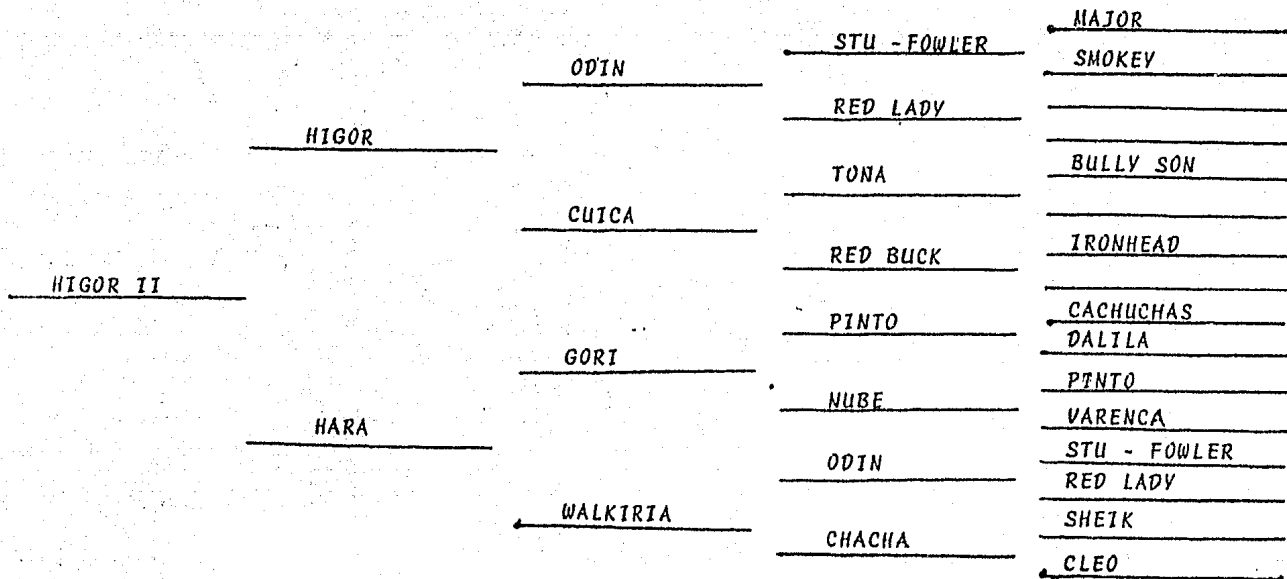 HIGOR II
HIGOR
HARA
ODIN
CUICA
GORI
WALKIRIA
STU - FOWLER
RED LADY
TONA
RED BUCK
PINTO
NUBE
ODIN
CHACHA
MAJOR
SMOKEY
BULLY SON
IRONHEAD
CACHUCHAS
DALILA
PINTO
VARENCA
STU - FOWLER
RED LADY
SHEIK
CLEO